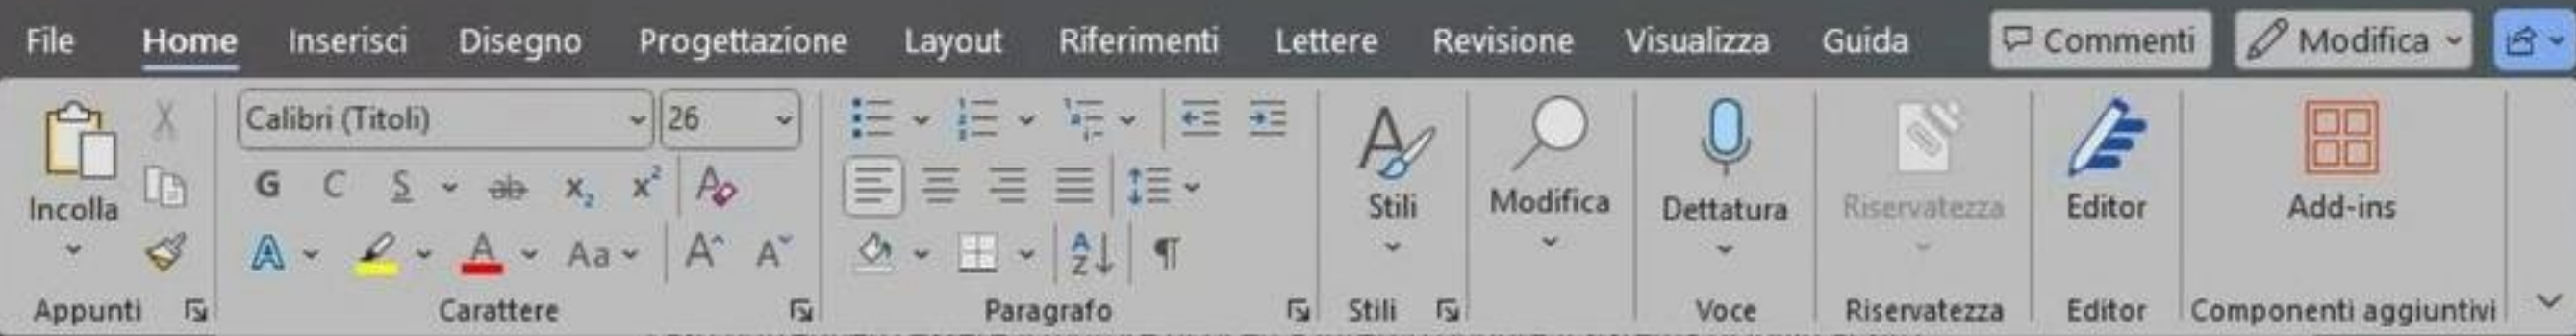 File Home Inserisci Disegno Progettazione Layout Riferimenti Lettere Revisione Visualizza Guida Commenti Modifica
Calibri (Titoli) 26
G C S ab x₂ x²
Incolla Stili Modifica Dettatura Riservatezza Editor Add-ins
Aa
Appunti Carattere Paragrafo Stili Voce Riservatezza Editor Componenti aggiuntivi